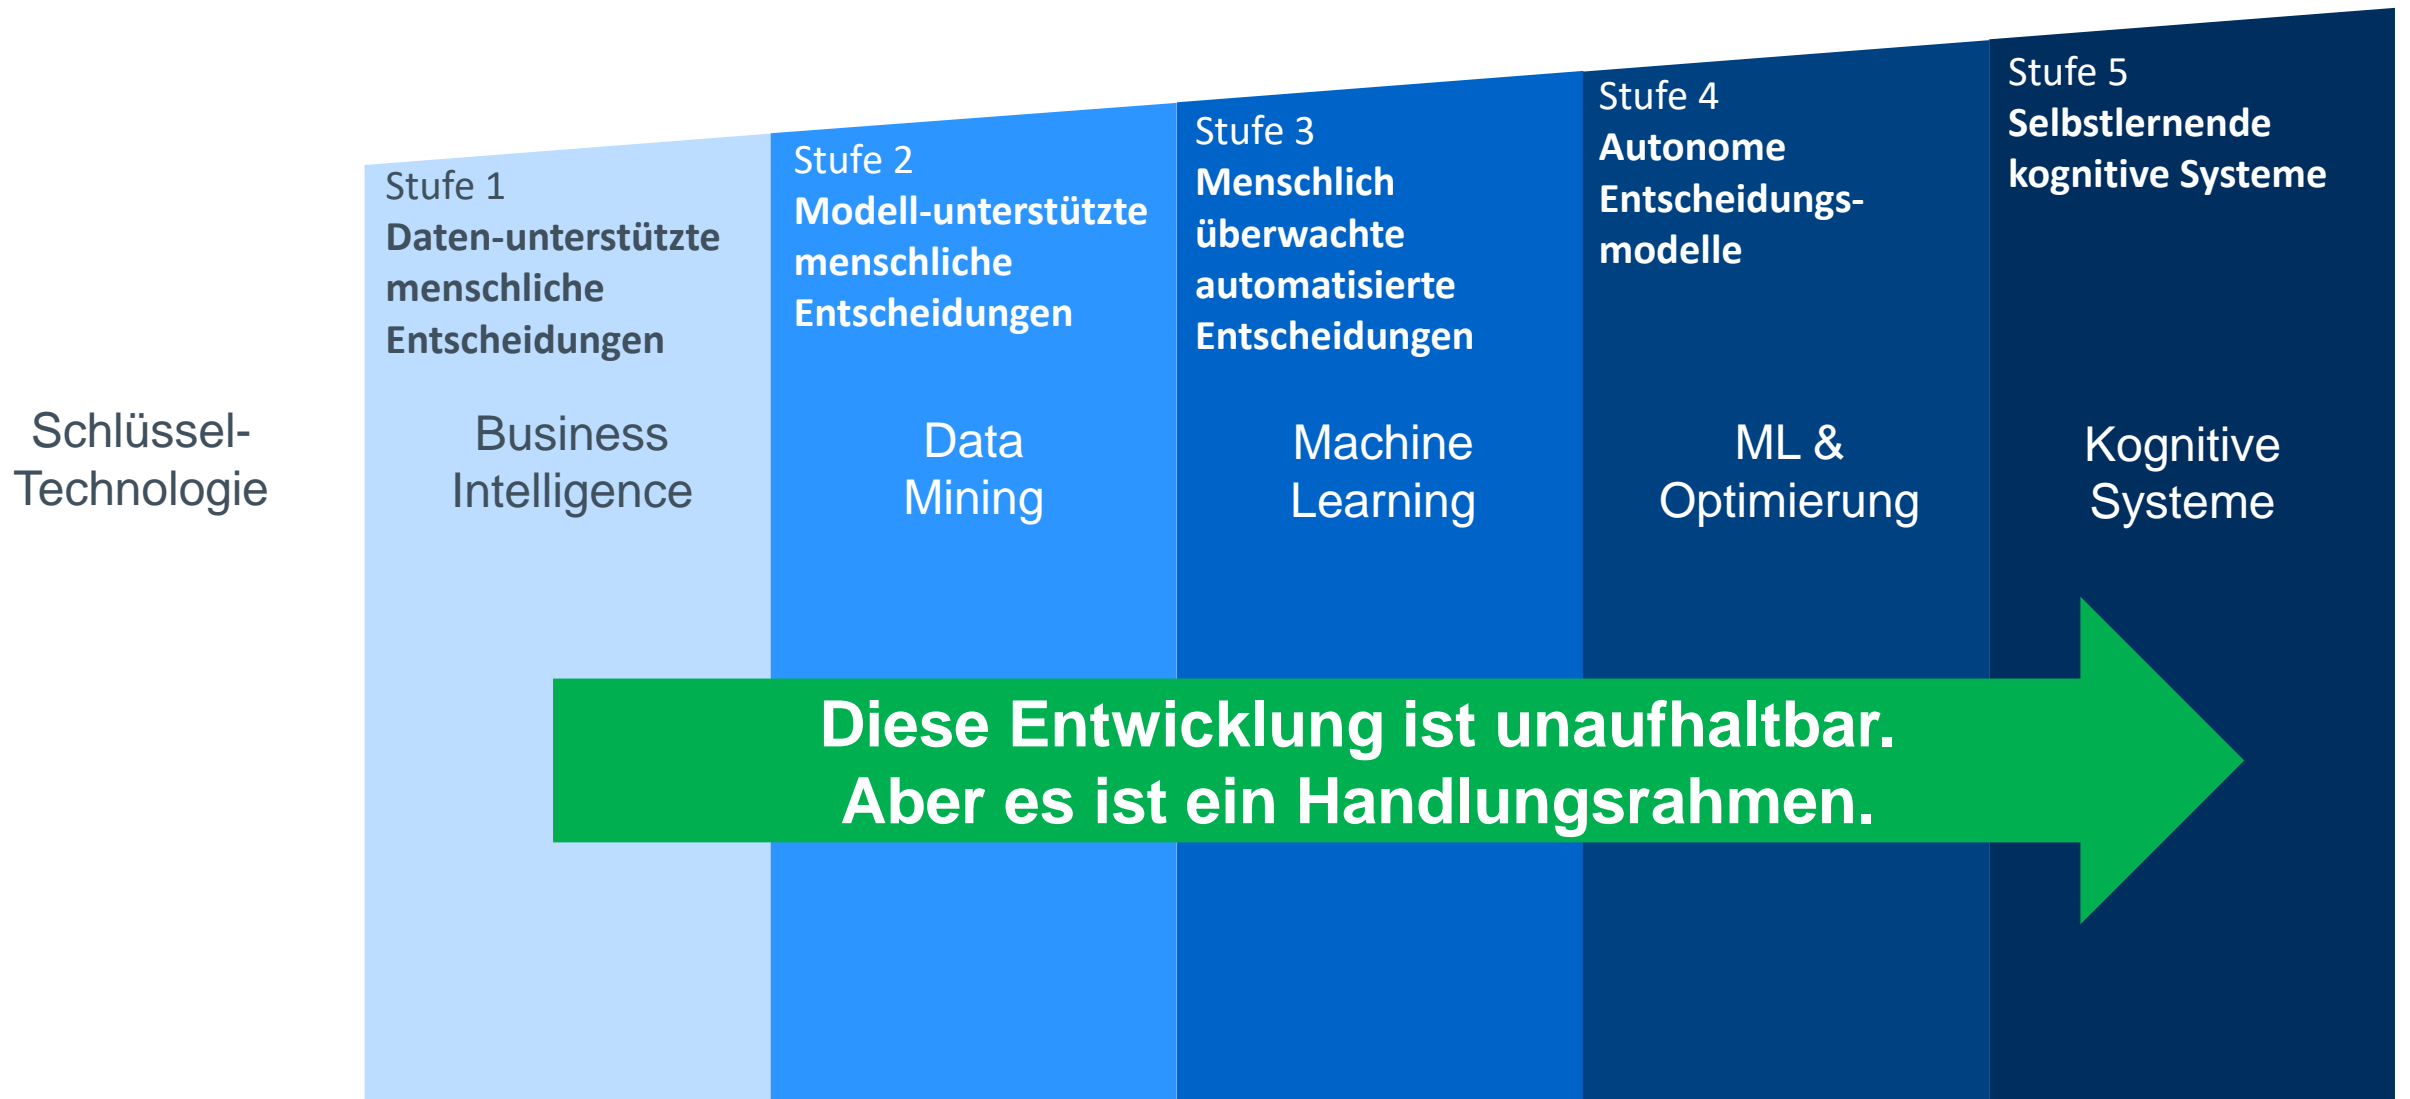 Stufe 1
Daten-unterstützte
menschliche
Entscheidungen
Stufe 2
Modell-unterstützte
menschliche
Entscheidungen
Stufe 3
Menschlich
überwachte
automatisierte
Entscheidungen
Stufe 4
Autonome
Entscheidungs-
modelle
Stufe 5
Selbstlernende
kognitive Systeme
Schlüssel-
Technologie
Business
Intelligence
Data
Mining
Machine
Learning
ML &
Optimierung
Kognitive
Systeme
Diese Entwicklung ist unaufhaltbar.
Aber es ist ein Handlungsrahmen.